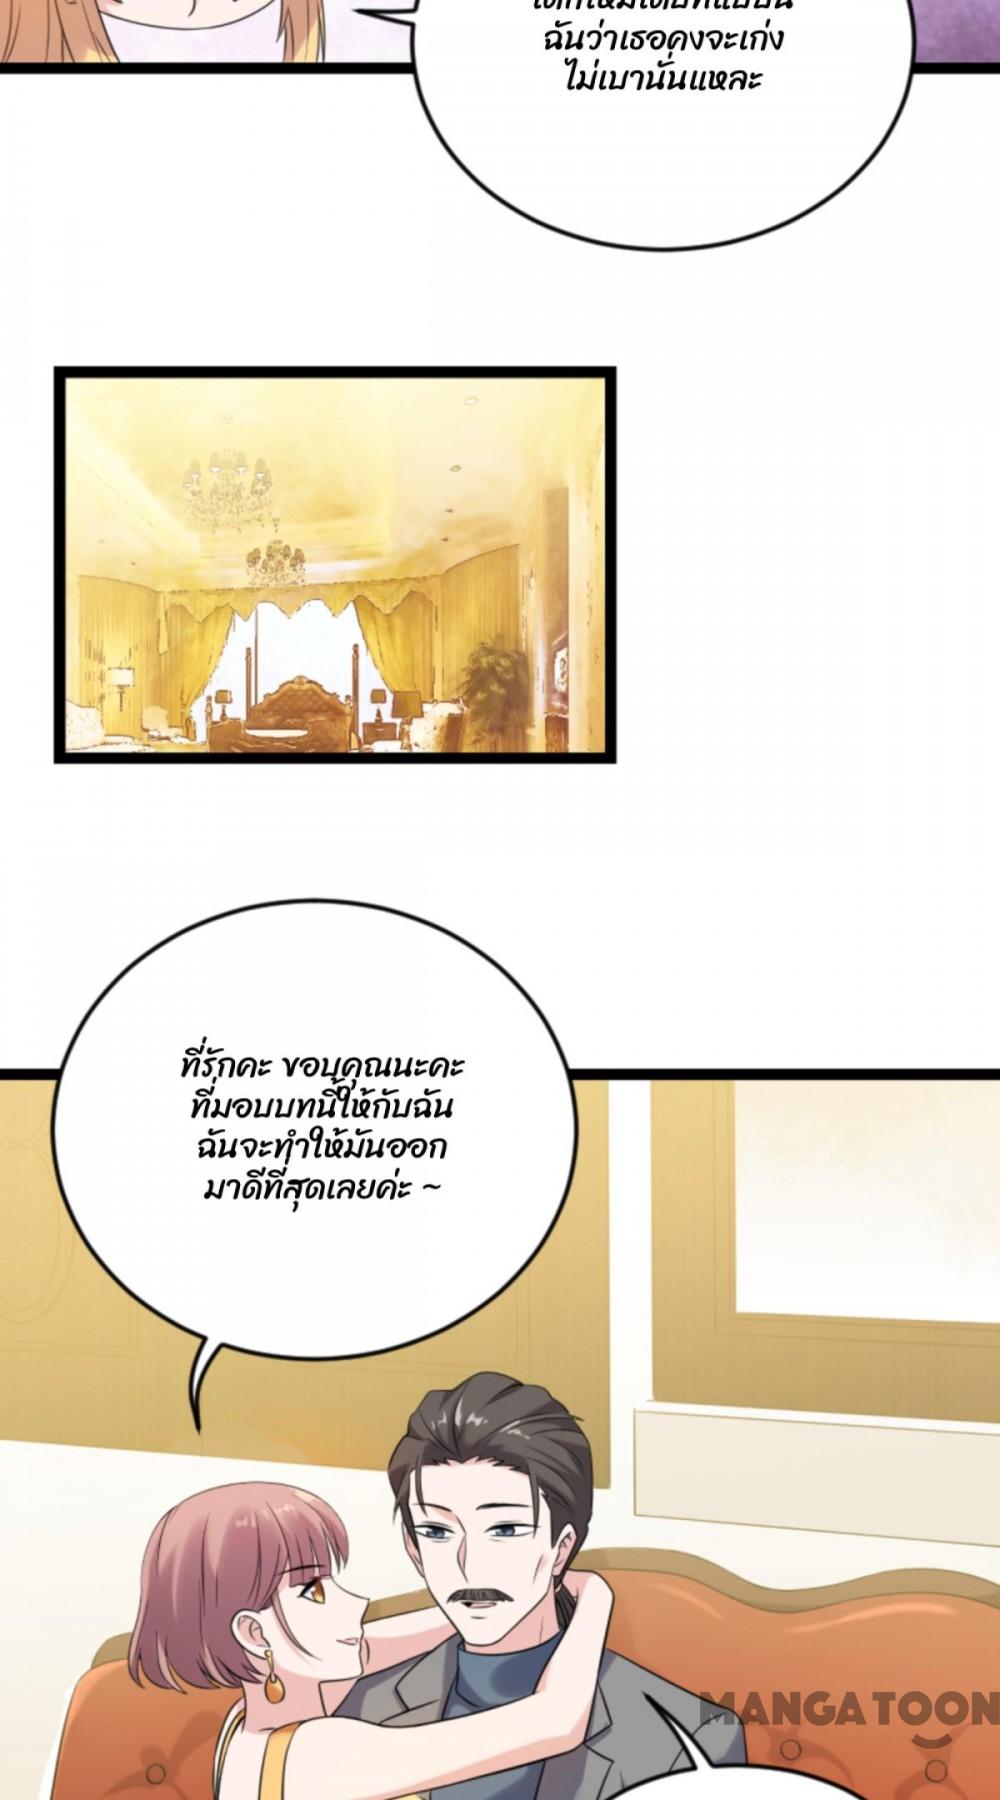 ฉันว่าเธอคงจะเก่ง
ไม่เบานั่นแหละ
ที่รักคะ ขอบคุณนะคะ
ที่มอบบทนี้ให้กับฉัน
ฉันจะทำให้มันออก
มาดีที่สุดเลยค่ะ ~
MANGATOON